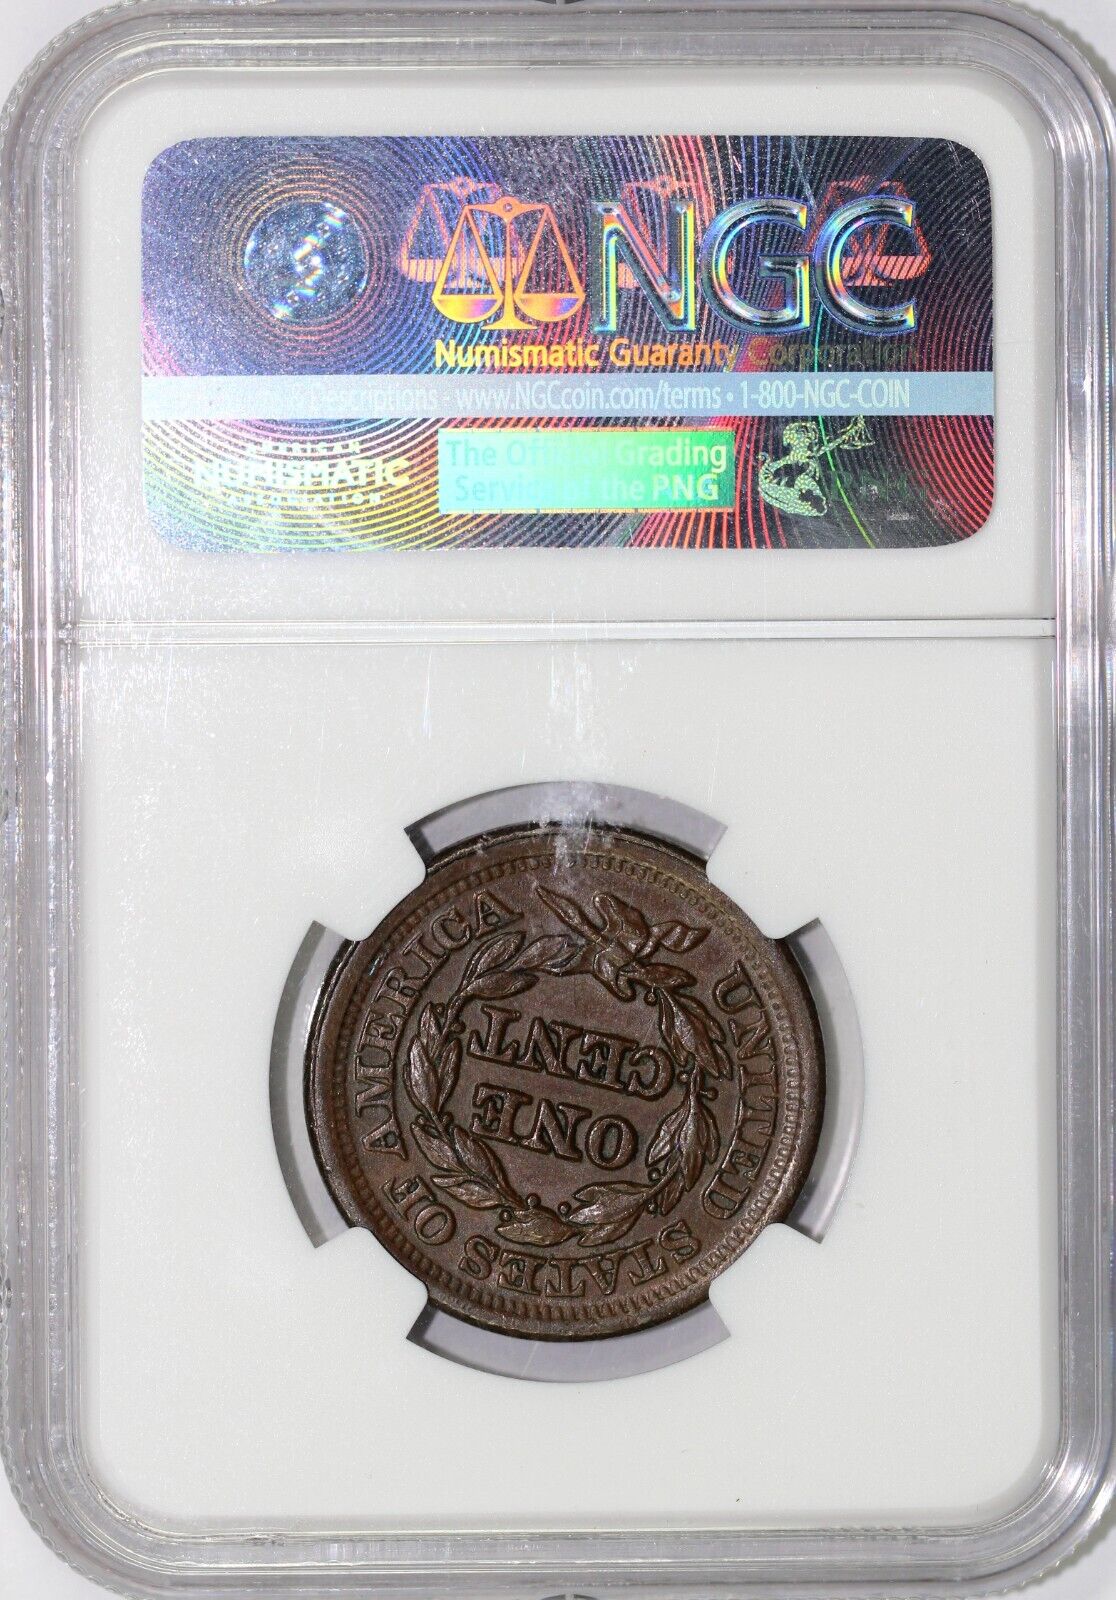 NGC
Numismatic Guaranty Corporation
Descriptions - www.NGCcoin.com/terms • 1-800-NGC-COIN
NUMISMATIC
The Official Grading
Service of the PNG
UNITED STATES OF AMERICA
ONE
CENT